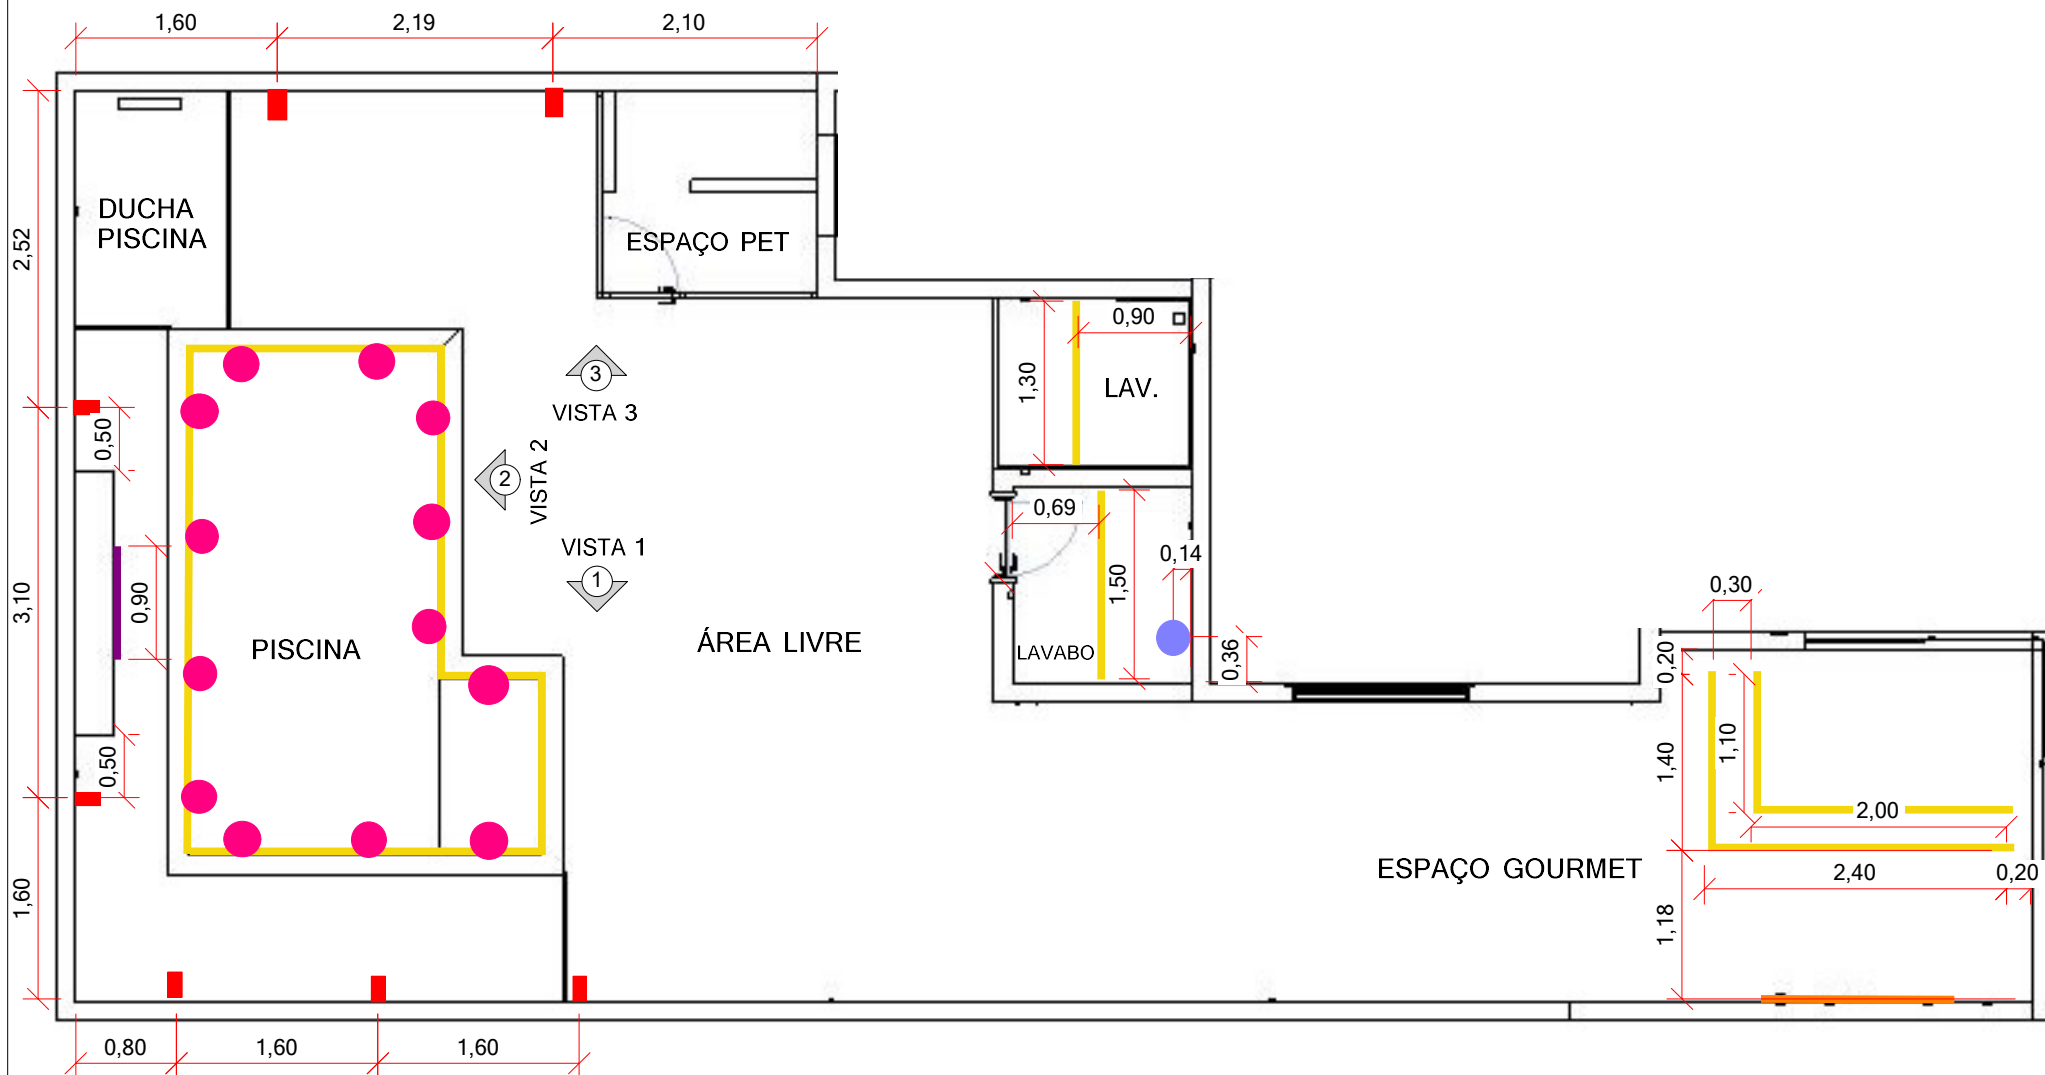 1,60
2,19
2,10
DUCHA
PISCINA
ESPAÇO PET
2,52
0,90
1,30
LAV.
3
VISTA 3
0,50
2
VISTA 2
0,69
VISTA 1
1
0,14
1,50
3,10
0,90
PISCINA
ÁREA LIVRE
LAVABO
0,36
0,30
0,20
1,10
1,40
0,50
2,00
ESPAÇO GOURMET
2,40
0,20
1,60
1,18
0,80
1,60
1,60